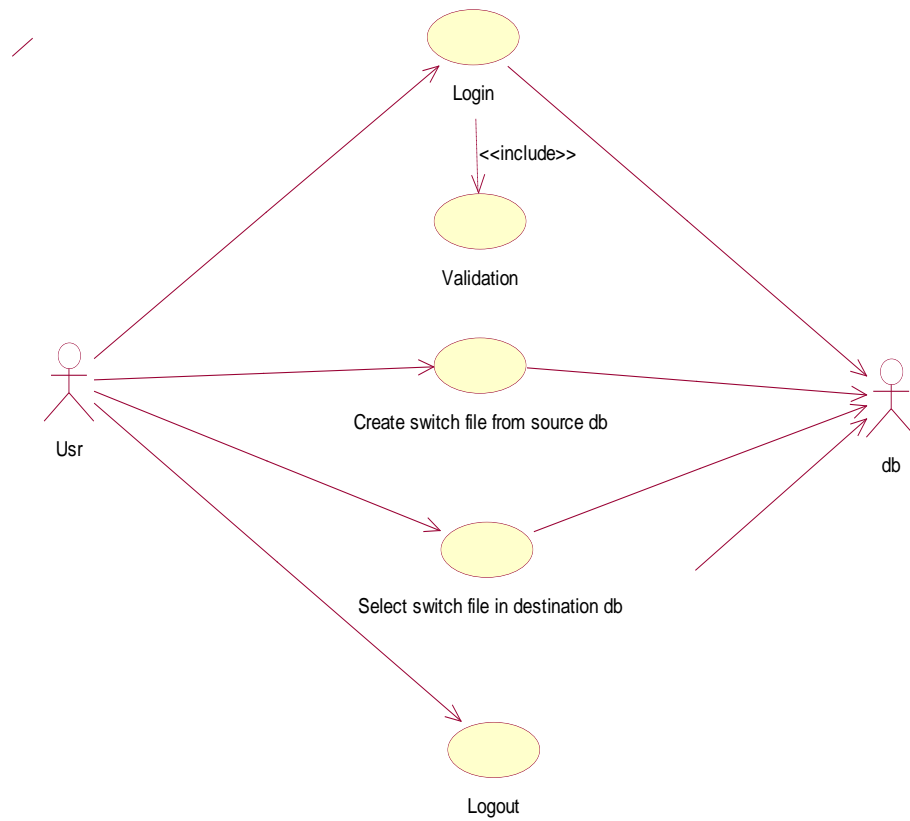 Login
<<include>>
Validation
Create switch file from source db
Usr
db
Select switch file in destination db
Logout